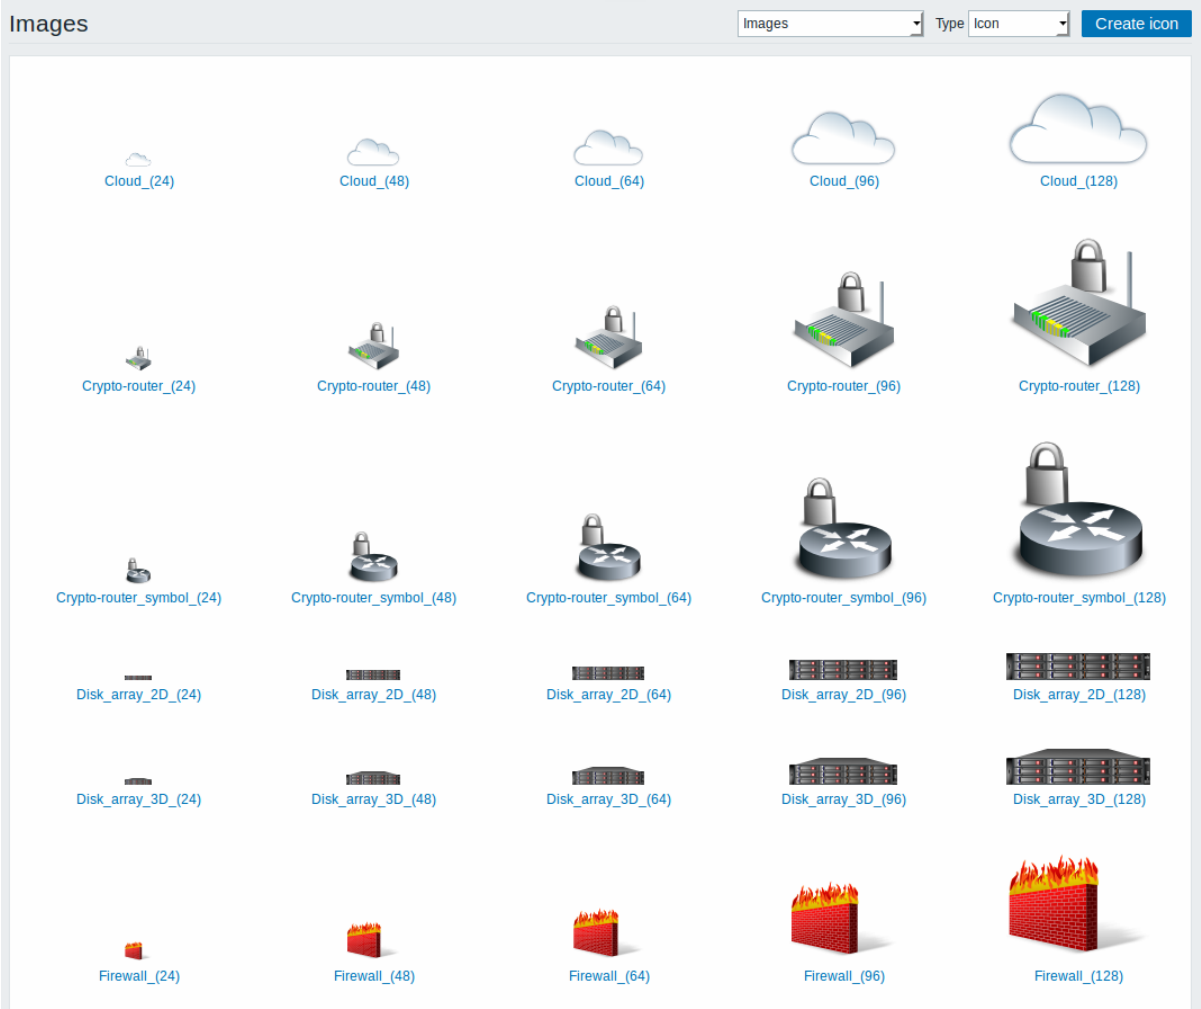 Images
Images
Type
Icon
Create icon
Cloud_(24)
Cloud_(48)
Cloud_(64)
Cloud_(96)
Cloud_(128)
Crypto-router_(24)
Crypto-router_(48)
Crypto-router_(64)
Crypto-router_(96)
Crypto-router_(128)
Crypto-router_symbol_(24)
Crypto-router_symbol_(48)
Crypto-router_symbol_(64)
Crypto-router_symbol_(96)
Crypto-router_symbol_(128)
Disk_array_2D_(24)
Disk_array_2D_(48)
Disk_array_2D_(64)
Disk_array_2D_(96)
Disk_array_2D_(128)
Disk_array_3D_(24)
Disk_array_3D_(48)
Disk_array_3D_(64)
Disk_array_3D_(96)
Disk_array_3D_(128)
Firewall_(24)
Firewall_(48)
Firewall_(64)
Firewall_(96)
Firewall_(128)